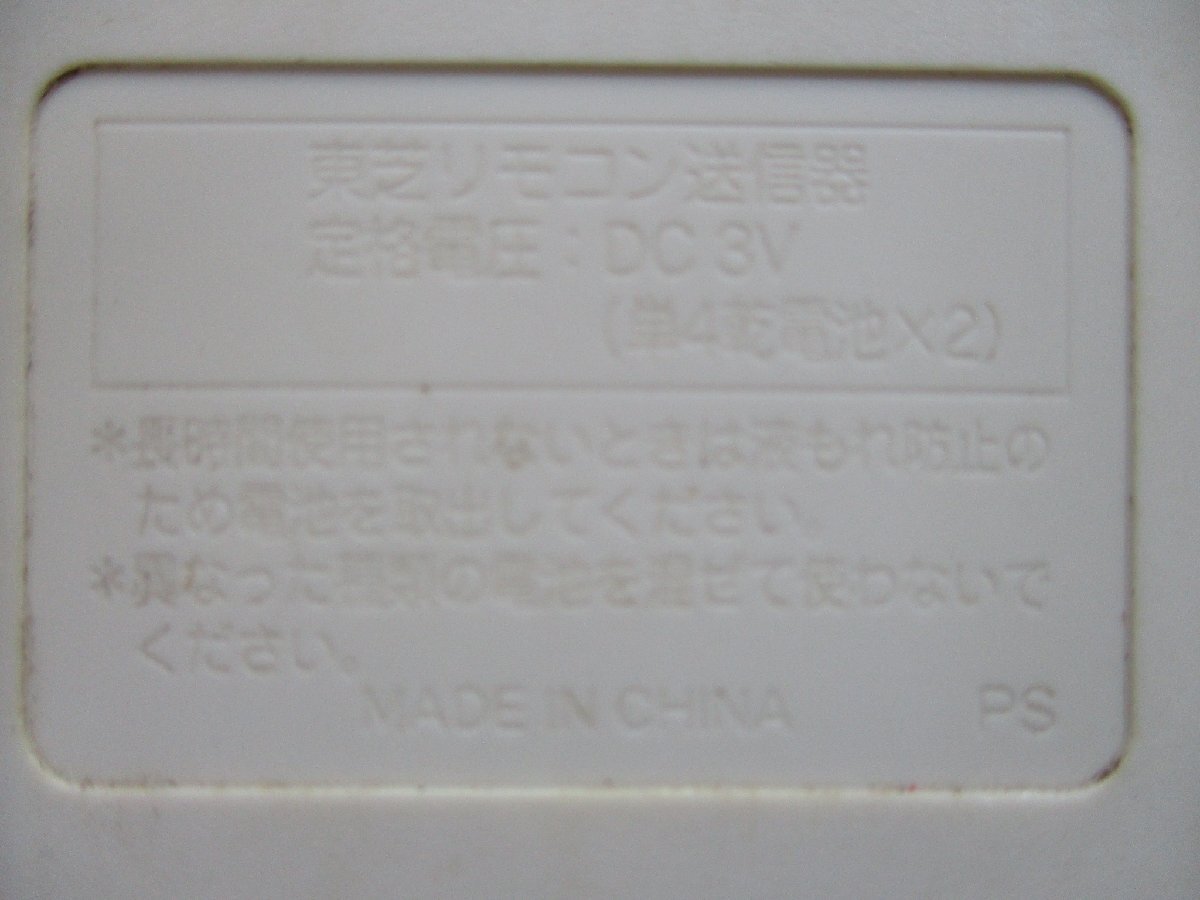 東芝リモコン送信器
定格電圧：DC 3V
(単4乾電池×2)
＊長時間使用されないときは液もれ防止の
ため電池を取出してください。
＊異なった種類の電池を混ぜて使わないで
ください。
MADE IN CHINA PS